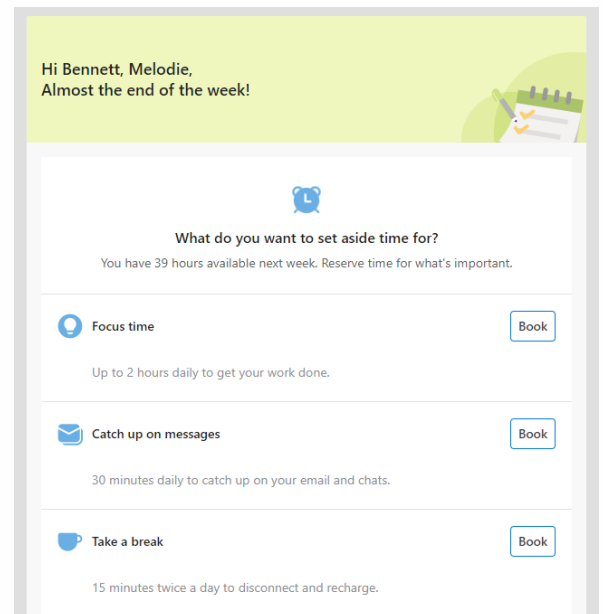 Hi Bennett, Melodie,
Almost the end of the week!
What do you want to set aside time for?
You have 39 hours available next week. Reserve time for what's important.
Focus time
Book
Up to 2 hours daily to get your work done.
Catch up on messages
Book
30 minutes daily to catch up on your email and chats.
Take a break
Book
15 minutes twice a day to disconnect and recharge.